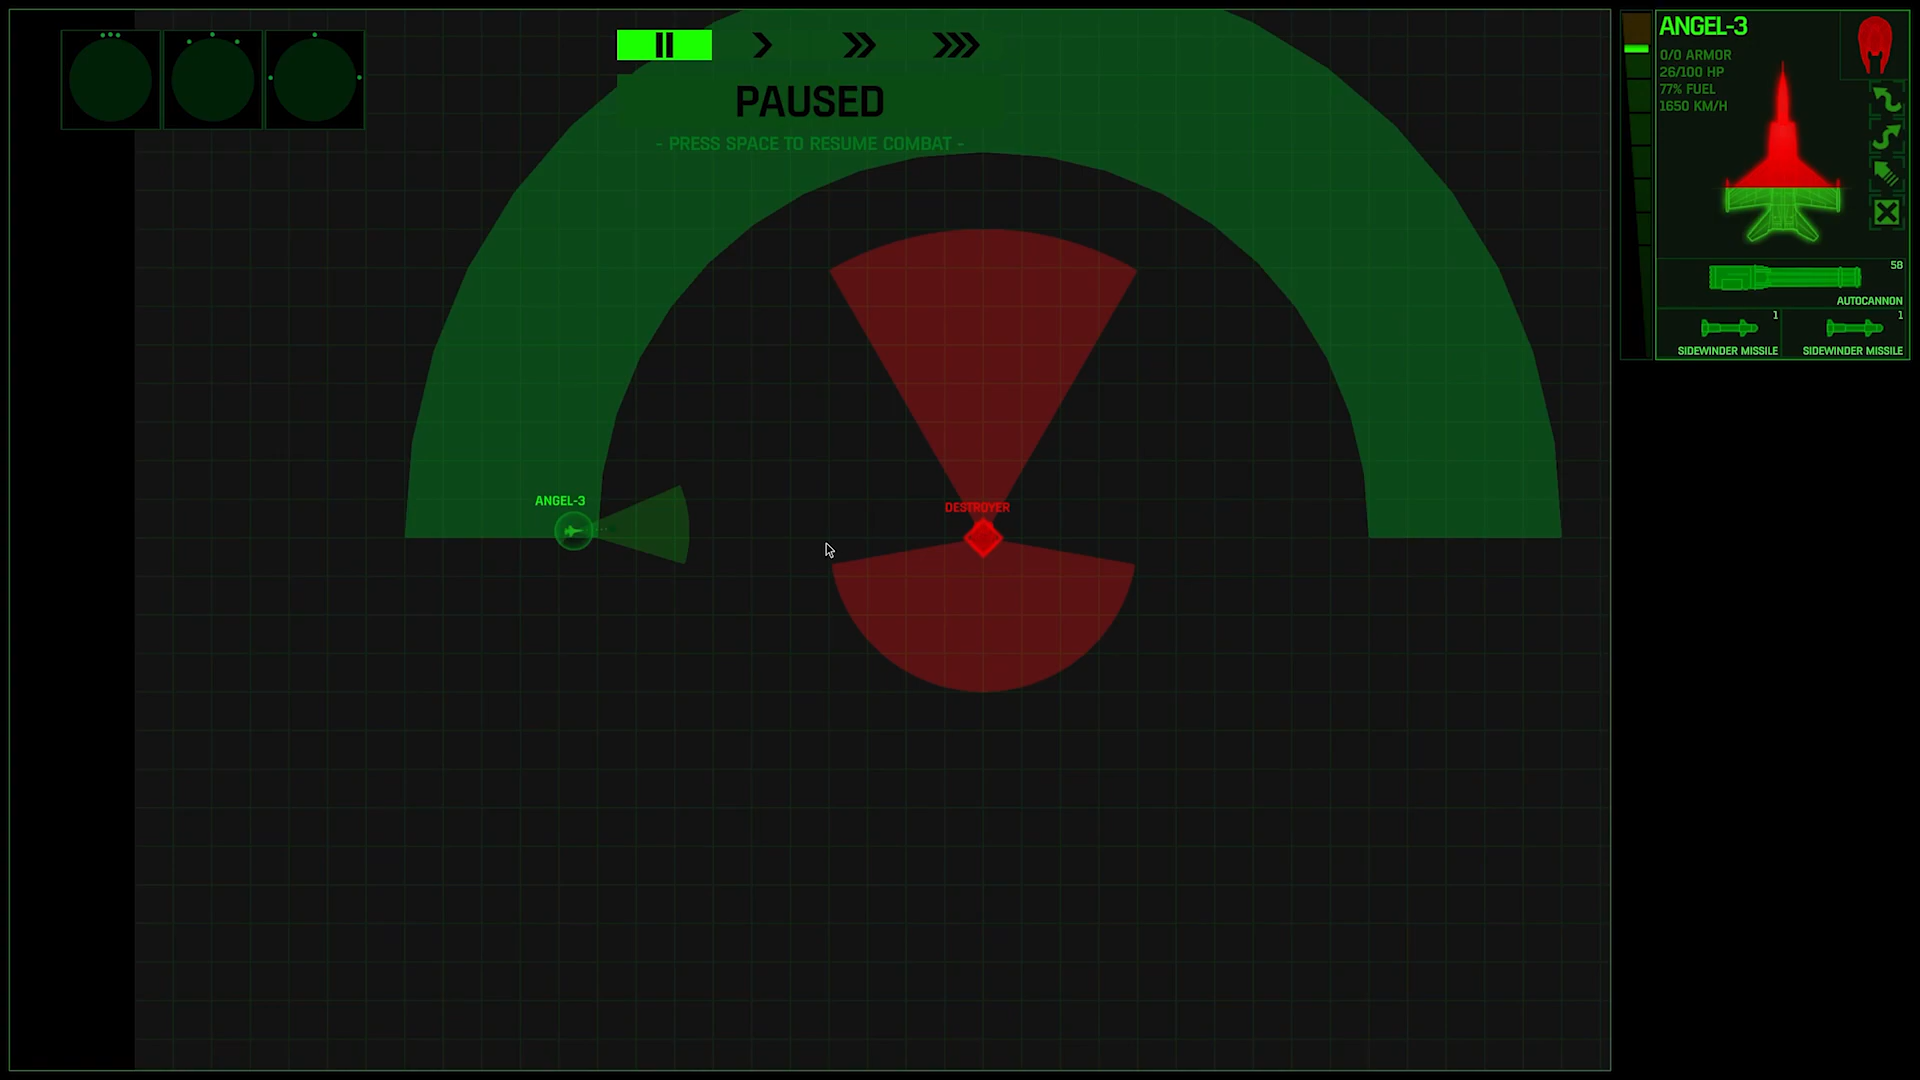 PAUSED
- PRESS SPACE TO RESUME COMBAT -
ANGEL-3
DESTROYER
ANGEL-3
0/0 ARMOR
26/100 HP
77% FUEL
1650 KM/H
58
AUTOCANNON
1
SIDEWINDER MISSILE
1
SIDEWINDER MISSILE